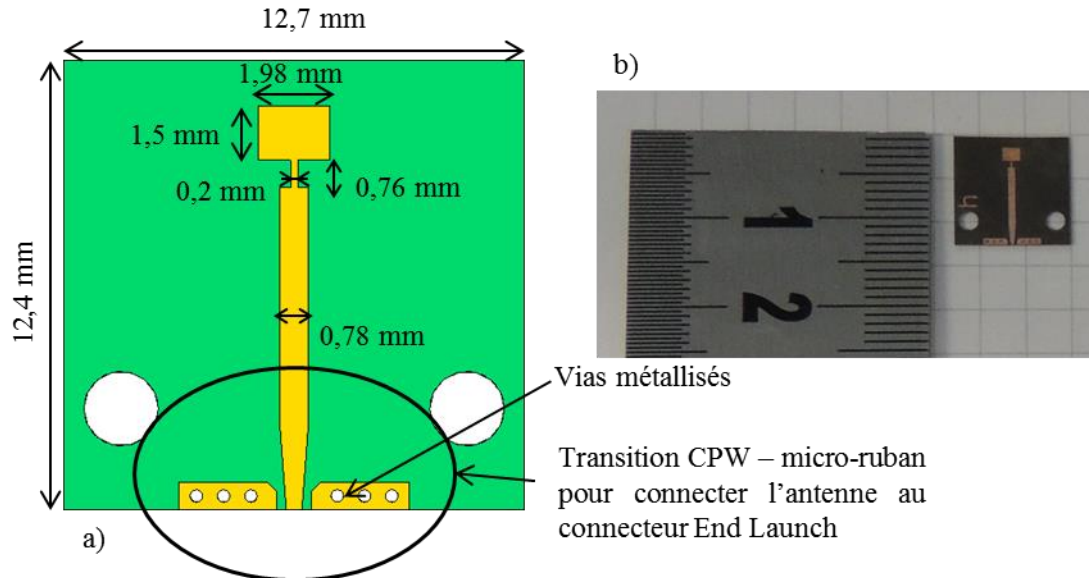 12,7 mm
b)
1,98 mm
1,5 mm
0,2 mm
0,76 mm
12,4 mm
0,78 mm
1
2
Vias métallisés
Transition CPW – micro-ruban
pour connecter l'antenne au
connecteur End Launch
a)